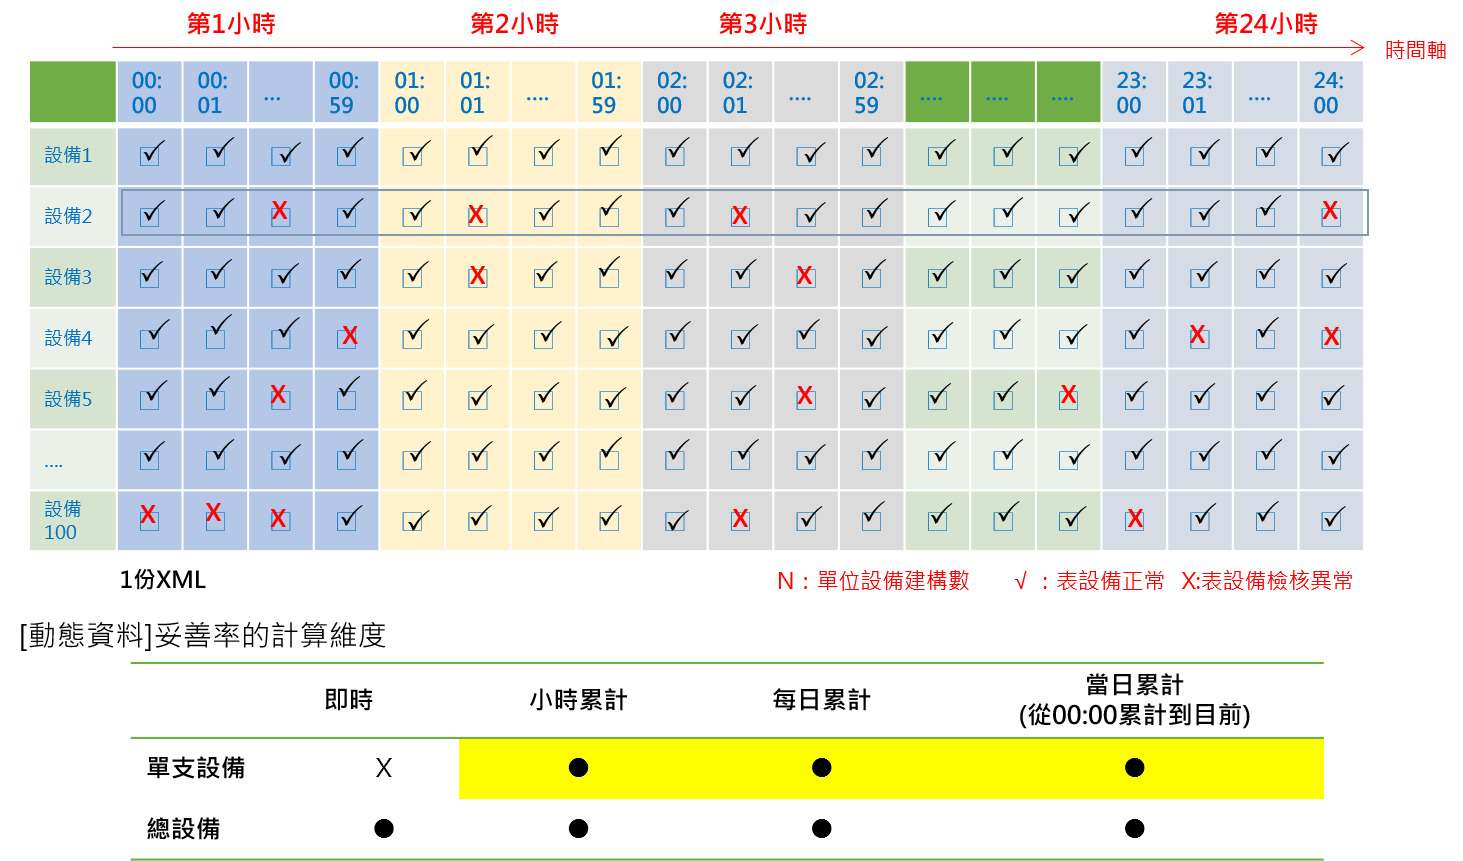 第1小時 第2小時 第3小時 第24小時
時間軸
00:00 00:01 ... 00:59 01:00 01:01 .... 01:59 02:00 02:01 .... 02:59 .... .... .... 23:00 23:01 .... 24:00
設備1 ✓ ✓ ✓ ✓ ✓ ✓ ✓ ✓ ✓ ✓ ✓ ✓ ✓ ✓ ✓ ✓ ✓ ✓ ✓
設備2 ✓ ✓ X ✓ ✓ X ✓ ✓ ✓ X ✓ ✓ ✓ ✓ ✓ ✓ ✓ ✓ X
設備3 ✓ ✓ ✓ ✓ ✓ X ✓ ✓ ✓ ✓ X ✓ ✓ ✓ ✓ ✓ ✓ ✓ ✓
設備4 ✓ ✓ ✓ X ✓ ✓ ✓ ✓ ✓ ✓ ✓ ✓ ✓ ✓ ✓ ✓ X ✓ X
設備5 ✓ ✓ X ✓ ✓ ✓ ✓ ✓ ✓ ✓ X ✓ ✓ ✓ X ✓ ✓ ✓ ✓
.... ✓ ✓ ✓ ✓ ✓ ✓ ✓ ✓ ✓ ✓ ✓ ✓ ✓ ✓ ✓ ✓ ✓ ✓ ✓
設備100 X X X ✓ ✓ ✓ ✓ ✓ ✓ X ✓ ✓ ✓ ✓ ✓ X ✓ ✓ ✓
1份XML N：單位設備建構數 √ ：表設備正常 X:表設備檢核異常
[動態資料]妥善率的計算維度
即時 小時累計 每日累計 當日累計
(從00:00累計到目前)
單支設備 X ● ● ●
總設備 ● ● ● ●